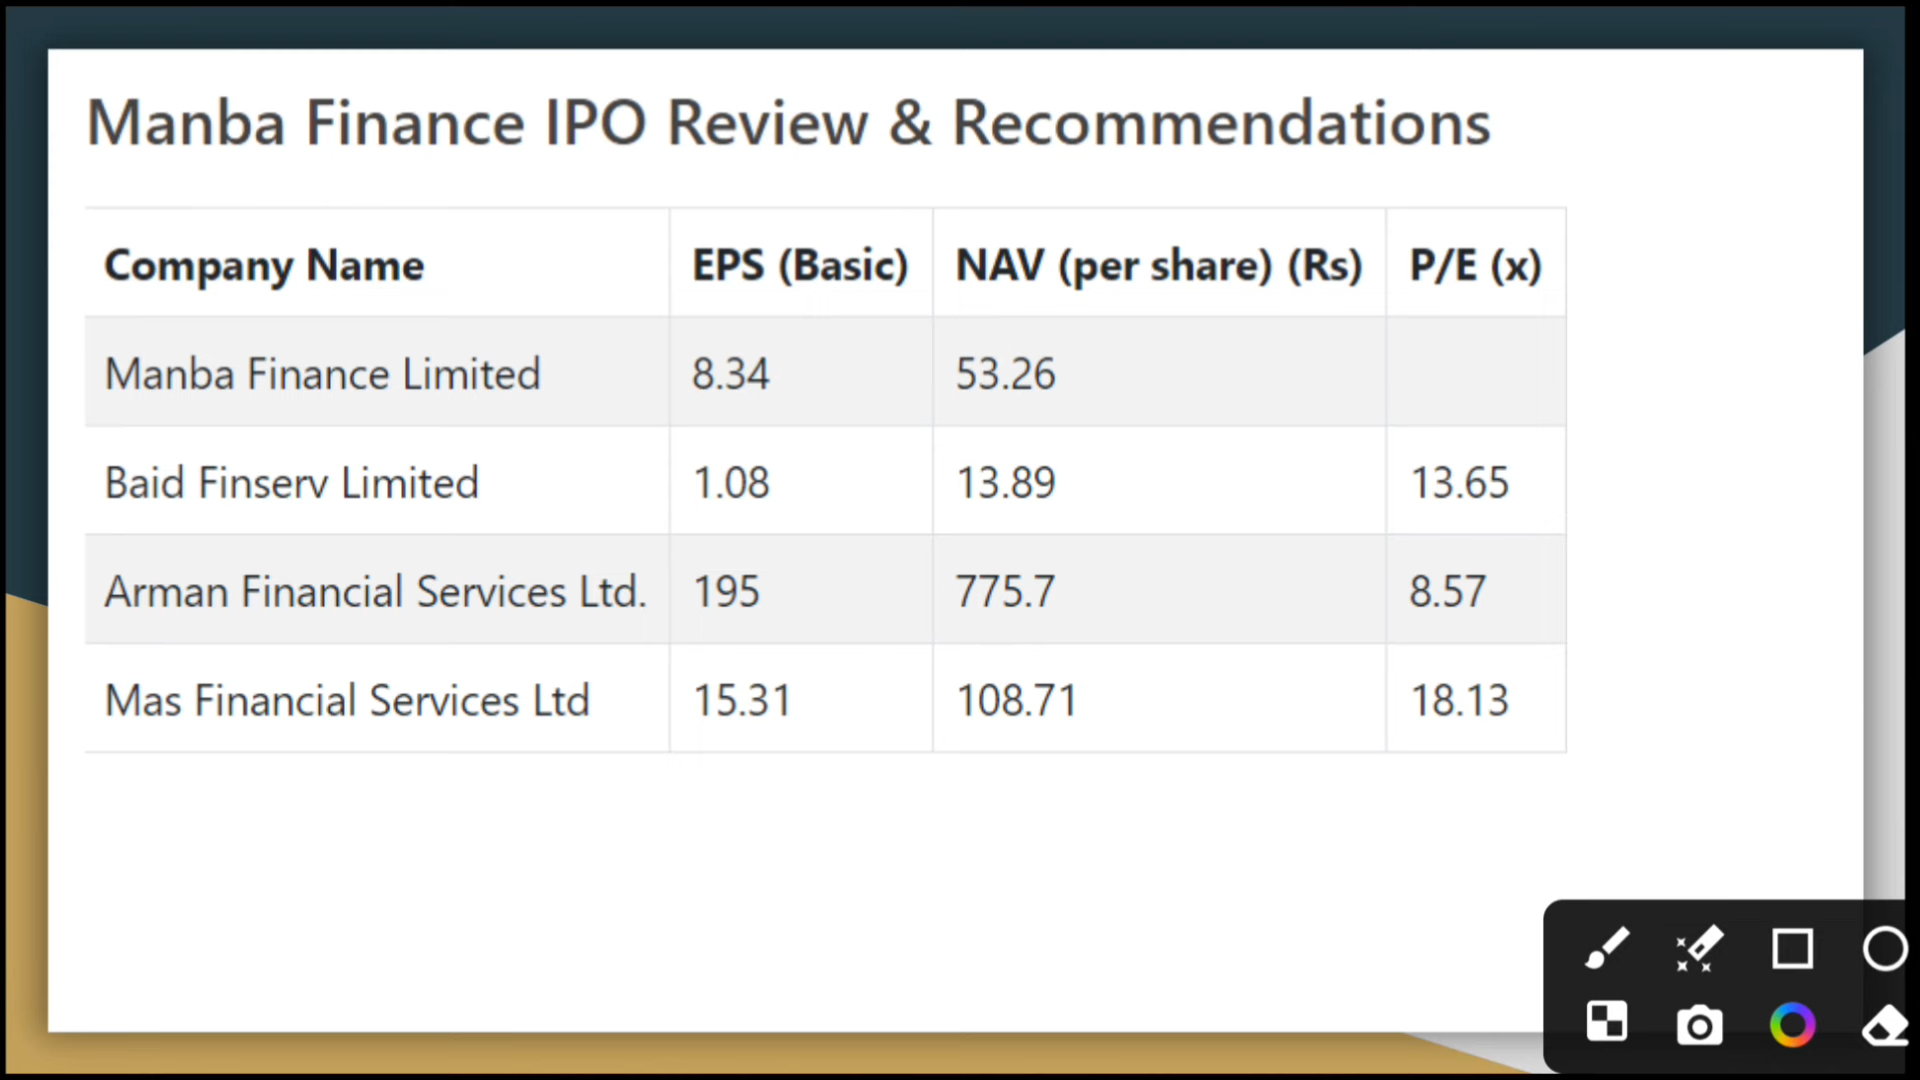 Manba Finance IPO Review & Recommendations
Company Name EPS (Basic) NAV (per share) (Rs) P/E (x)
Manba Finance Limited 8.34 53.26
Baid Finserv Limited 1.08 13.89 13.65
Arman Financial Services Ltd. 195 775.7 8.57
Mas Financial Services Ltd 15.31 108.71 18.13